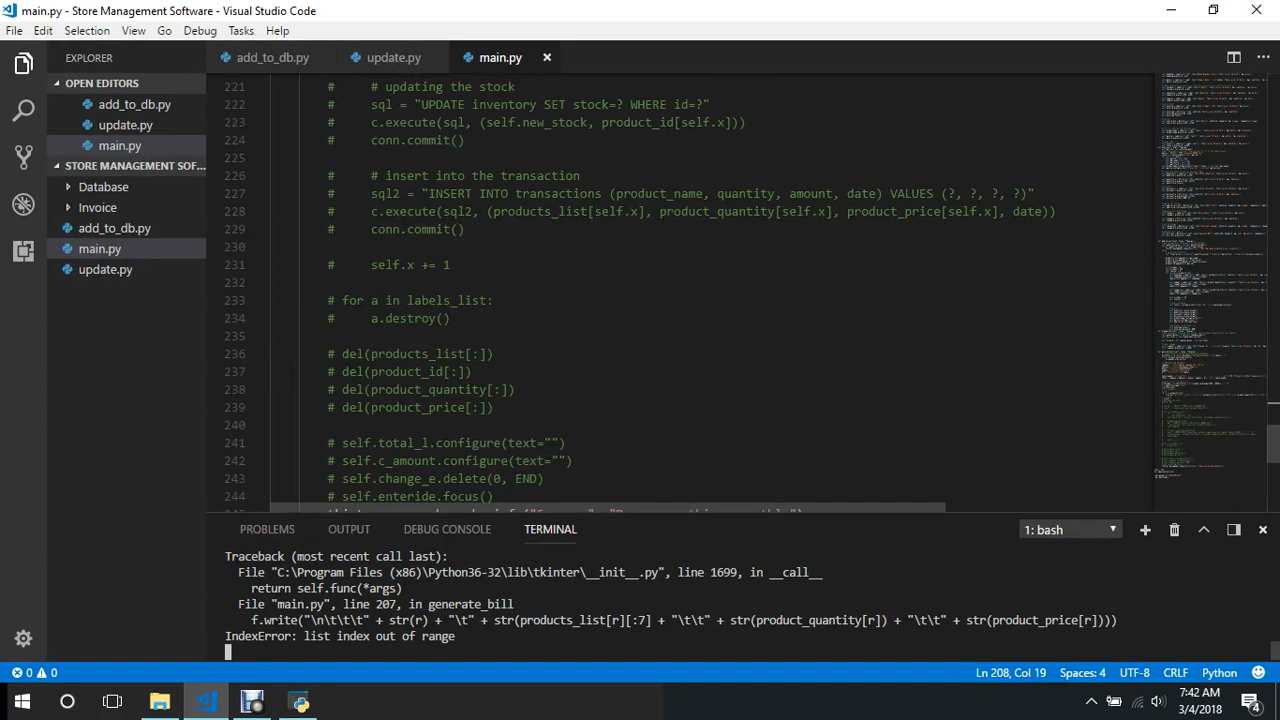 main.py - Store Management Software - Visual Studio Code
File Edit Selection View Go Debug Tasks Help
EXPLORER
add_to_db.py update.py main.py
OPEN EDITORS
add_to_db.py
update.py
main.py
STORE MANAGEMENT SOF...
Database
Invoice
add_to_db.py
main.py
update.py
221 # # updating the stock
222 # sql = "UPDATE inventory SET stock=? WHERE id=?"
223 # c.execute(sql, (new_stock, product_id[self.x]))
224 # conn.commit()
225
226 # # insert into the transaction
227 # sql2 = "INSERT INTO transactions (product_name, quantity, amount, date) VALUES (?, ?, ?, ?)"
228 # c.execute(sql2, (products_list[self.x], product_quantity[self.x], product_price[self.x], date))
229 # conn.commit()
230
231 # self.x += 1
232
233 # for a in labels_list:
234 # a.destroy()
235
236 # del(products_list[:])
237 # del(product_id[:])
238 # del(product_quantity[:])
239 # del(product_price[:])
240
241 # self.total_l.configure(text="")
242 # self.c_amount.configure(text="")
243 # self.change_e.delete(0, END)
244 # self.enteride.focus()
PROBLEMS OUTPUT DEBUG CONSOLE TERMINAL 1: bash
Traceback (most recent call last):
File "C:\Program Files (x86)\Python36-32\lib\tkinter\__init__.py", line 1699, in __call__
return self.func(*args)
File "main.py", line 207, in generate_bill
f.write("\n\t\t\t" + str(r) + "\t" + str(products_list[r][:7] + "\t\t" + str(product_quantity[r]) + "\t\t" + str(product_price[r])))
IndexError: list index out of range
0 0 Ln 208, Col 19 Spaces: 4 UTF-8 CRLF Python
7:42 AM
3/4/2018
4